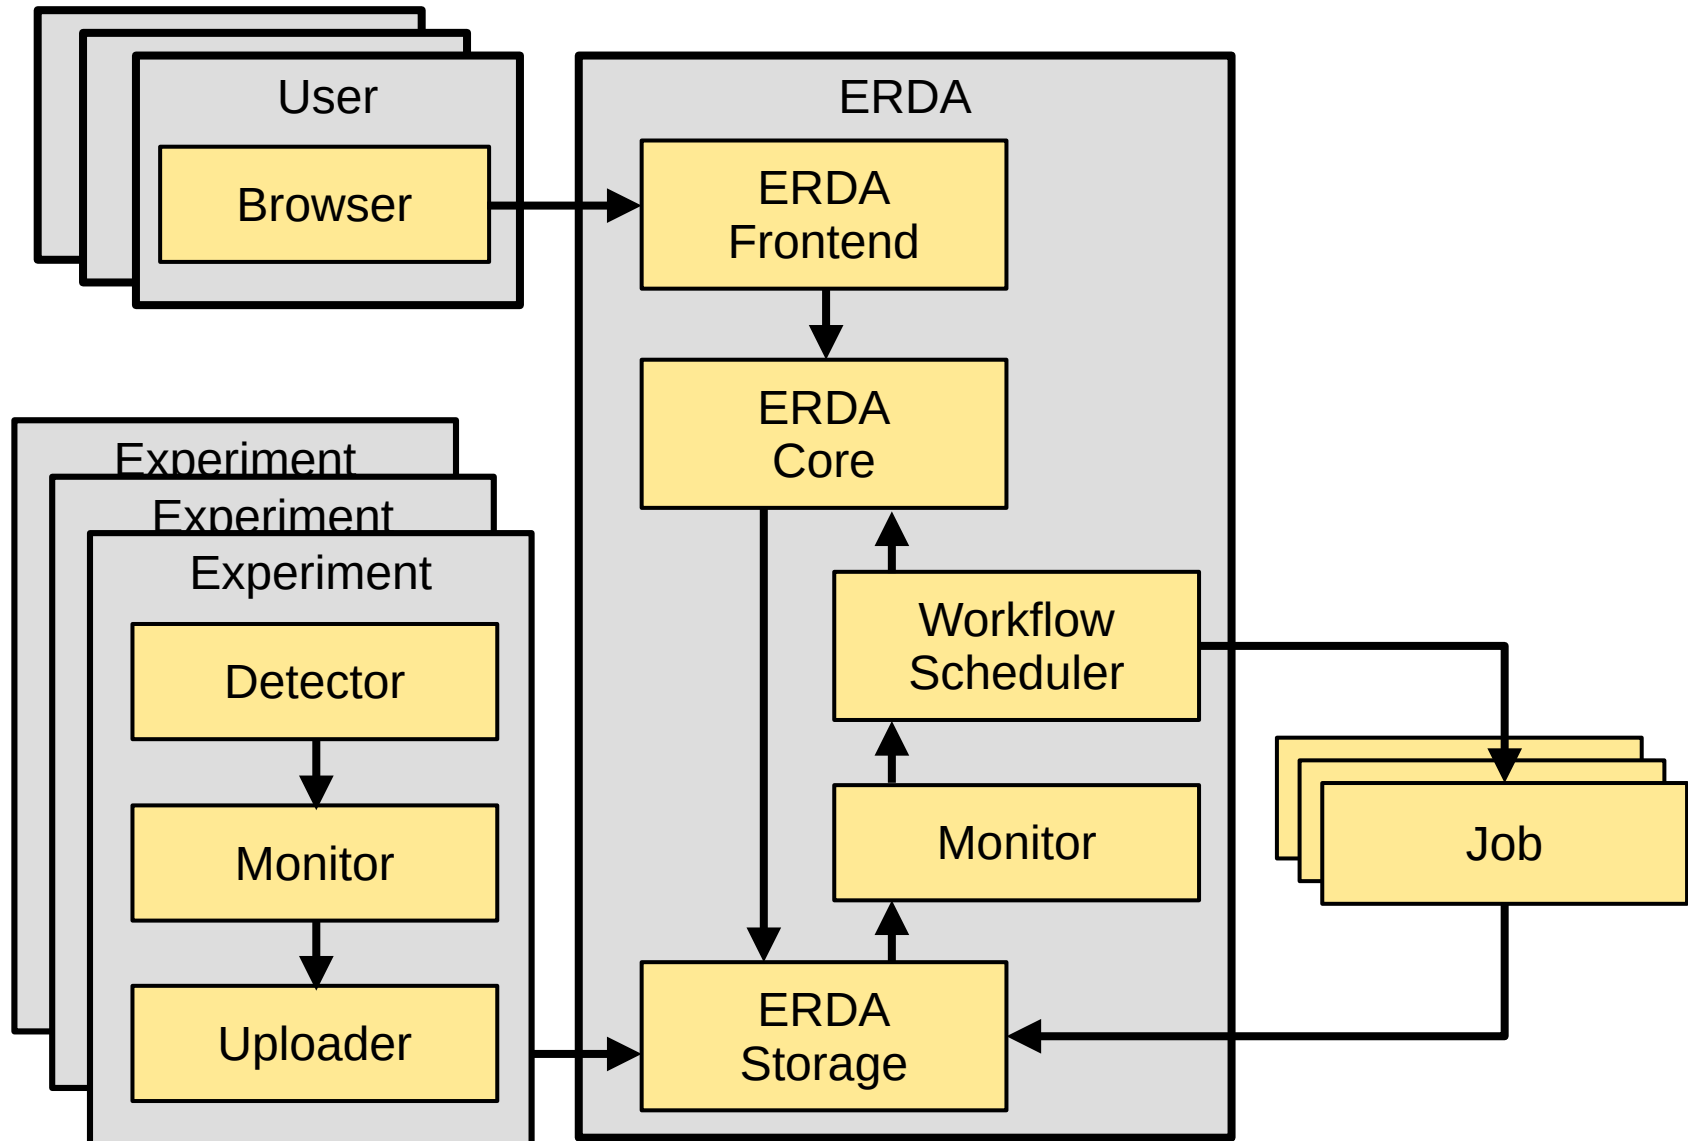 User
Browser
ERDA
ERDA
Frontend
ERDA
Core
Experiment
Experiment
Experiment
Detector
Monitor
Uploader
Workflow
Scheduler
Monitor
ERDA
Storage
Job